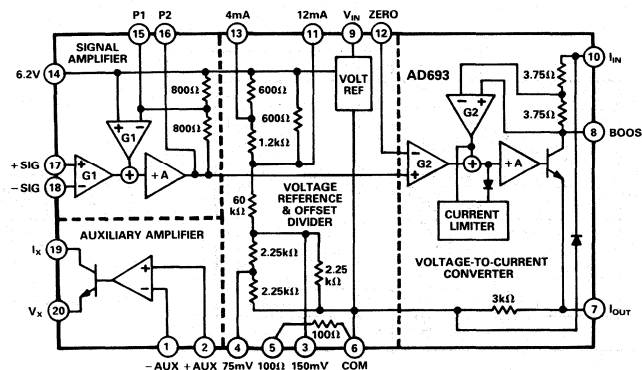 P1 P2 4mA 12mA VIN ZERO
15 16 13 11 9 12
SIGNAL
AMPLIFIER
10 IIN
6.2V 14
800Ω
800Ω
600Ω
600Ω
1.2kΩ
VOLT
REF
AD693
3.75Ω
3.75Ω
− +
G2
8 BOOS
+ −
G1
+SIG 17
−SIG 18
+
−
G1
+
+A
−
+
G2
+
+A
60
kΩ
VOLTAGE
REFERENCE
& OFFSET
DIVIDER
CURRENT
LIMITER
AUXILIARY AMPLIFIER
IX
19
+
−
VX
20
2.25kΩ
2.25kΩ
2.25
kΩ
VOLTAGE-TO-CURRENT
CONVERTER
3kΩ
7 IOUT
100Ω
1 2 4 5 3 6
−AUX +AUX 75mV 100Ω 150mV COM